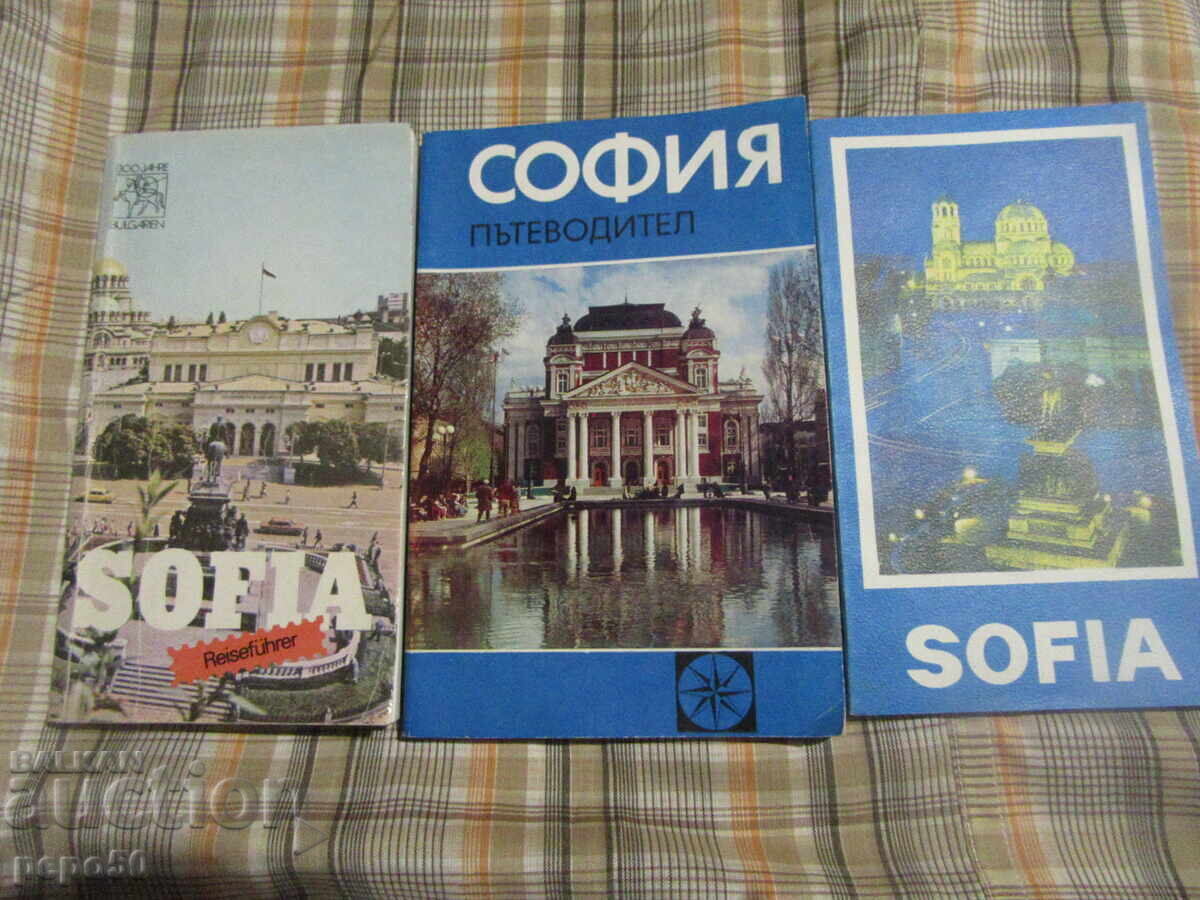 1300 JAHRE
BULGARIEN
SOFIA
Reiseführer
СОФИЯ
ПЪТЕВОДИТЕЛ
SOFIA
BALKAN
auction
pepo50